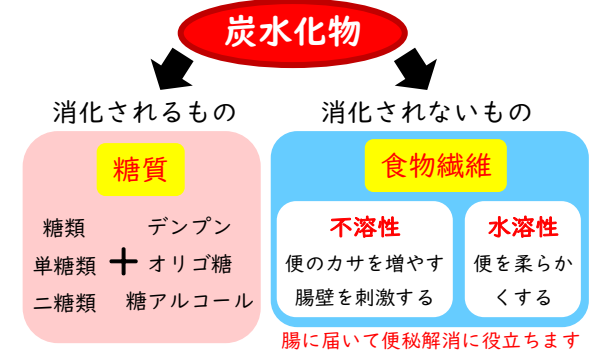 炭水化物
消化されるもの
消化されないもの
糖質
糖類
単糖類
二糖類
＋
デンプン
オリゴ糖
糖アルコール
食物繊維
不溶性
便のカサを増やす
腸壁を刺激する
水溶性
便を柔らか
くする
腸に届いて便秘解消に役立ちます